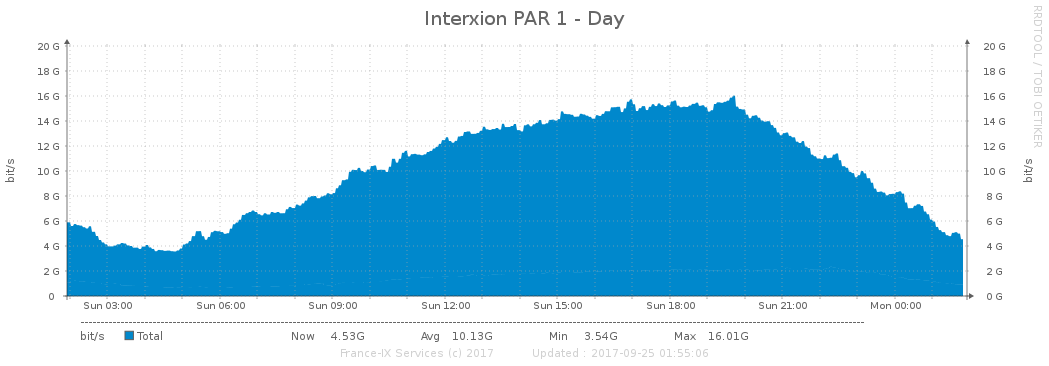 Interxion PAR 1 - Day
RRDTOOL / TOBI OETIKER
20 G 20 G
18 G 18 G
16 G 16 G
14 G 14 G
12 G 12 G
10 G 10 G
8 G 8 G
6 G 6 G
4 G 4 G
2 G 2 G
0 0 G
bit/s bit/s
Sun 03:00 Sun 06:00 Sun 09:00 Sun 12:00 Sun 15:00 Sun 18:00 Sun 21:00 Mon 00:00
bit/s Total Now 4.53G Avg 10.13G Min 3.54G Max 16.01G
France-IX Services (c) 2017 Updated : 2017-09-25 01:55:06